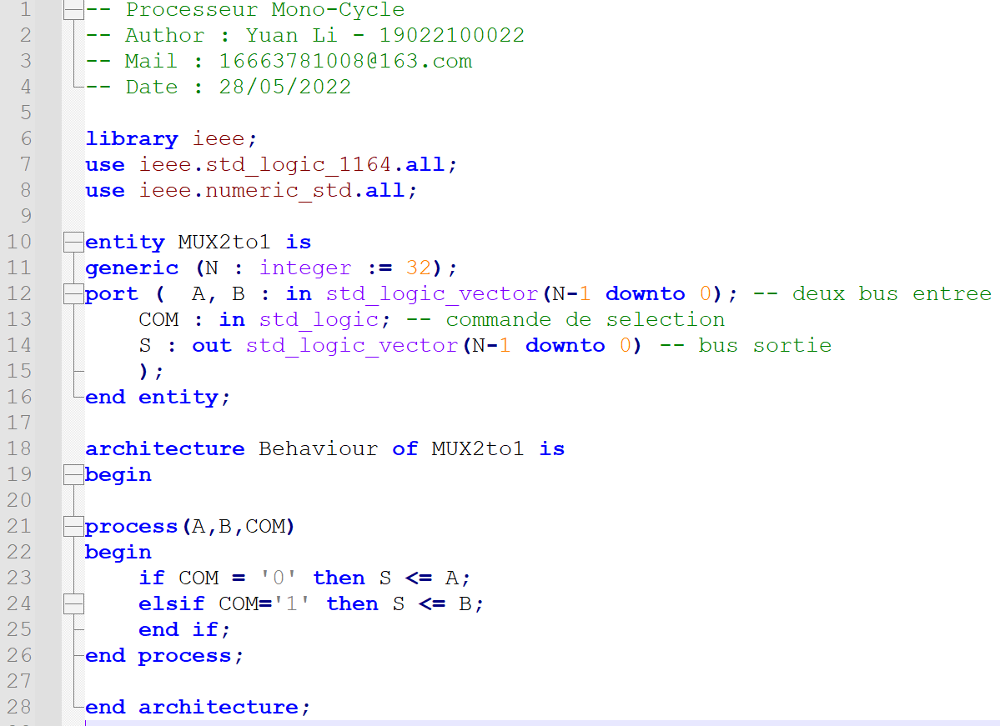 1 -- Processeur Mono-Cycle
2 -- Author : Yuan Li - 19022100022
3 -- Mail : 16663781008@163.com
4 -- Date : 28/05/2022
5
6 library ieee;
7 use ieee.std_logic_1164.all;
8 use ieee.numeric_std.all;
9
10 entity MUX2to1 is
11 generic (N : integer := 32);
12 port (  A, B : in std_logic_vector(N-1 downto 0); -- deux bus entree
13     COM : in std_logic; -- commande de selection
14     S : out std_logic_vector(N-1 downto 0) -- bus sortie
15     );
16 end entity;
17
18 architecture Behaviour of MUX2to1 is
19 begin
20
21 process(A,B,COM)
22 begin
23     if COM = '0' then S <= A;
24     elsif COM='1' then S <= B;
25     end if;
26 end process;
27
28 end architecture;